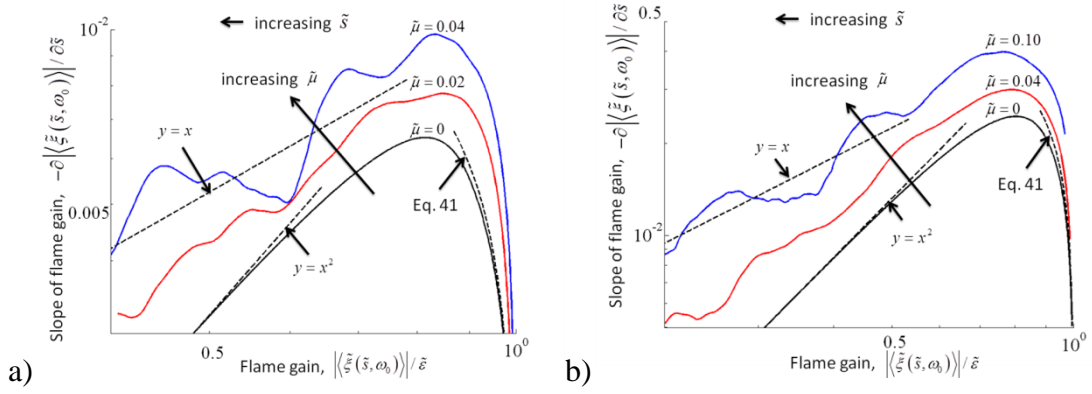 10⁻²
0.005
Slope of flame gain, −∂|⟨ξ̃(s̃,ω₀)⟩|/∂s̃
increasing s̃
μ̃ = 0.04
increasing μ̃
μ̃ = 0.02
μ̃ = 0
y = x
Eq. 41
y = x²
0.5
10⁰
Flame gain, |⟨ξ̃(s̃,ω₀)⟩|/ε̃
a)
0.5
10⁻²
Slope of flame gain, −∂|⟨ξ̃(s̃,ω₀)⟩|/∂s̃
increasing s̃
μ̃ = 0.10
increasing μ̃
μ̃ = 0.04
μ̃ = 0
y = x
Eq. 41
y = x²
0.5
10⁰
Flame gain, |⟨ξ̃(s̃,ω₀)⟩|/ε̃
b)